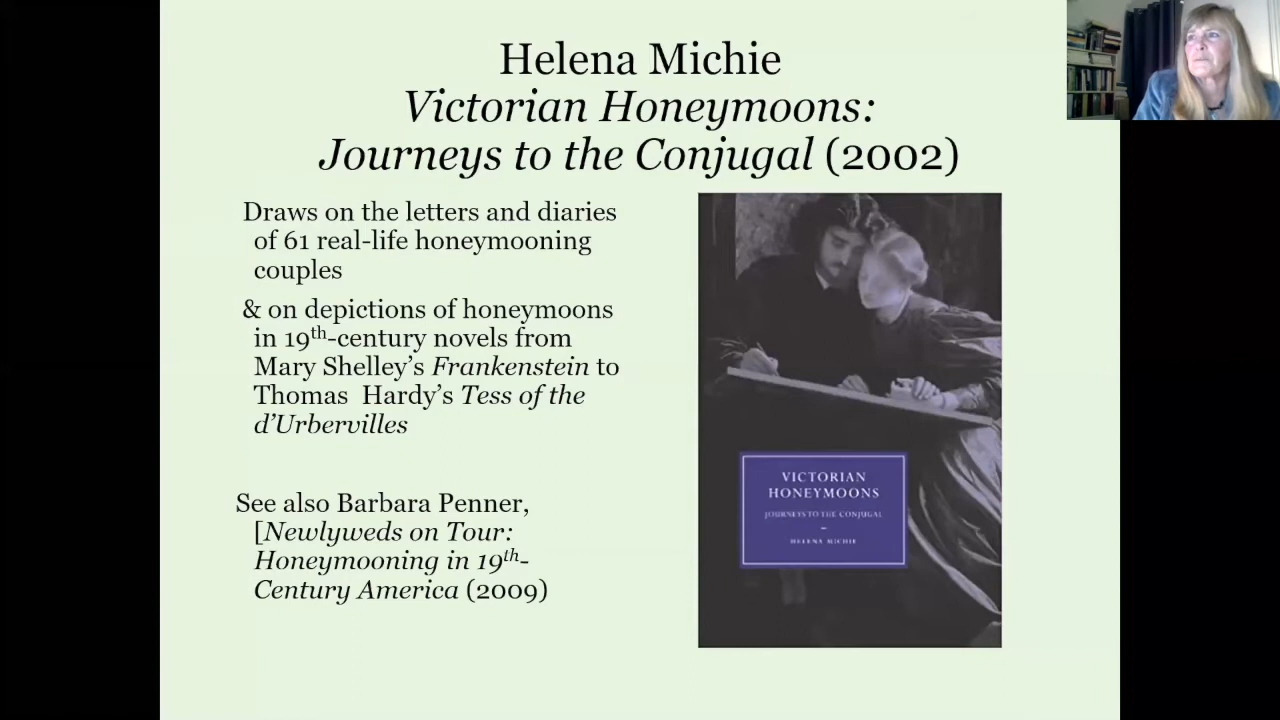 Helena Michie
Victorian Honeymoons:
Journeys to the Conjugal (2002)
Draws on the letters and diaries
of 61 real-life honeymooning
couples
& on depictions of honeymoons
in 19th-century novels from
Mary Shelley’s Frankenstein to
Thomas Hardy’s Tess of the
d’Urbervilles
See also Barbara Penner,
[Newlyweds on Tour:
Honeymooning in 19th-
Century America (2009)
VICTORIAN
HONEYMOONS
JOURNEYS TO THE CONJUGAL
HELENA MICHIE